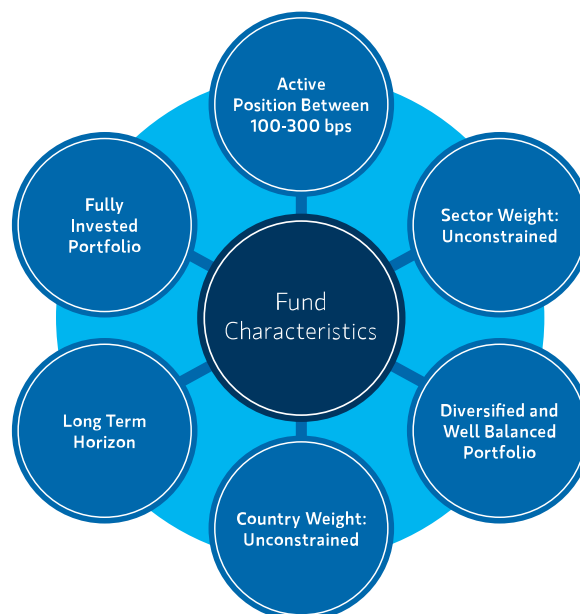 Active
Position Between
100-300 bps
Fully
Invested
Portfolio
Sector Weight:
Unconstrained
Fund
Characteristics
Long Term
Horizon
Diversified and
Well Balanced
Portfolio
Country Weight:
Unconstrained